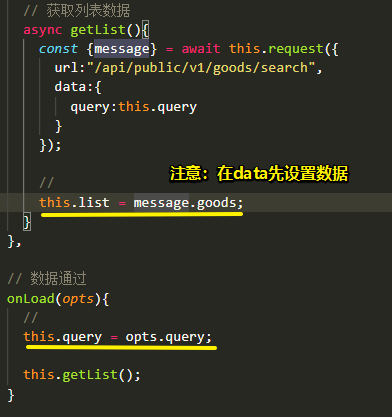 // 获取列表数据
async getList(){
const {message} = await this.request({
url:"/api/public/v1/goods/search",
data:{
query:this.query
}
});
//
注意：在data先设置数据
this.list = message.goods;
}
},
// 数据通过
onLoad(opts){
//
this.query = opts.query;
this.getList();
}